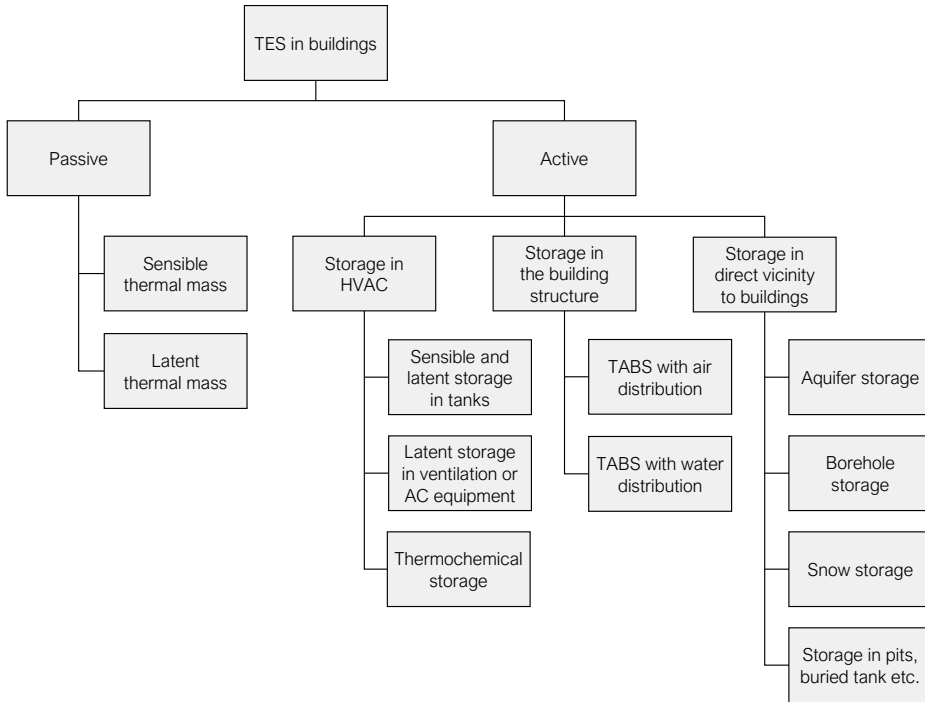 TES in buildings
Passive
Active
Sensible
thermal mass
Latent
thermal mass
Storage in
HVAC
Sensible and
latent storage
in tanks
Latent storage
in ventilation or
AC equipment
Thermochemical
storage
Storage in
the building
structure
TABS with air
distribution
TABS with water
distribution
Storage in
direct vicinity
to buildings
Aquifer storage
Borehole
storage
Snow storage
Storage in pits,
buried tank etc.